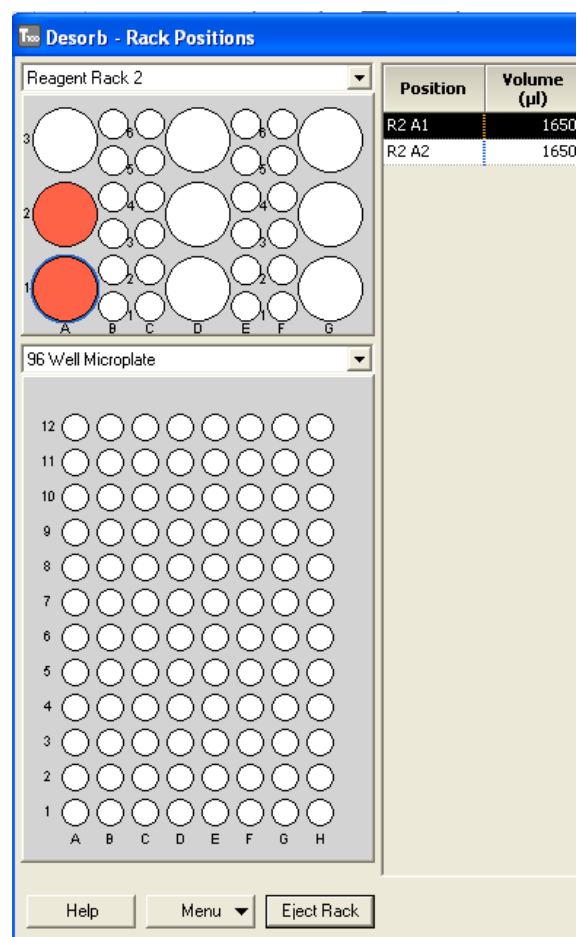 T100 Desorb - Rack Positions
Reagent Rack 2
3
6
6
5
5
2
4
4
3
3
1
2
2
1
1
A B C D E F G
96 Well Microplate
12
11
10
9
8
7
6
5
4
3
2
1
A B C D E F G H
Help Menu Eject Rack
Position Volume
(µl)
R2 A1 1650
R2 A2 1650